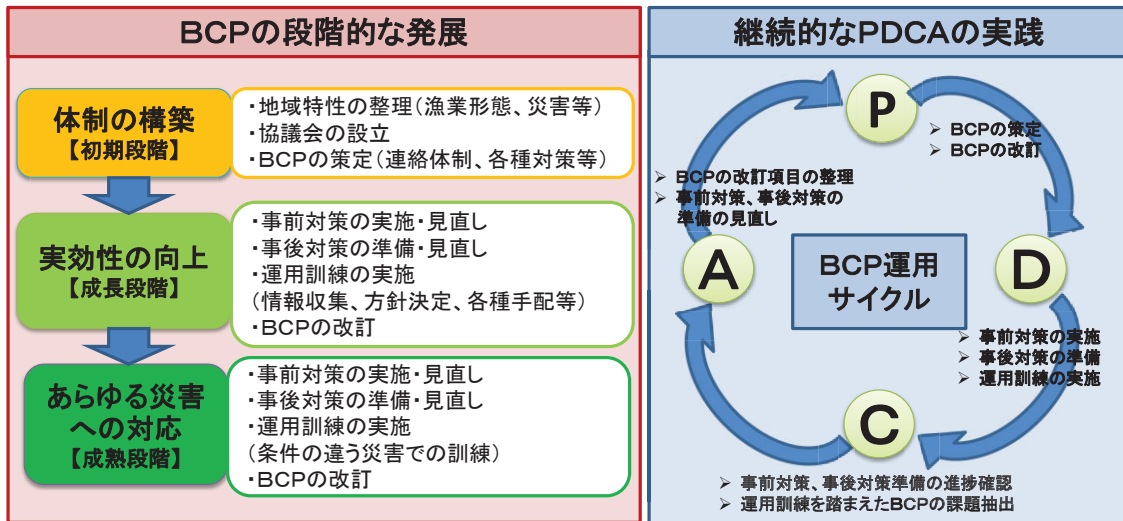 BCPの段階的な発展
体制の構築
【初期段階】
・地域特性の整理(漁業形態、災害等)
・協議会の設立
・BCPの策定(連絡体制、各種対策等)
実効性の向上
【成長段階】
・事前対策の実施・見直し
・事後対策の準備・見直し
・運用訓練の実施
(情報収集、方針決定、各種手配等)
・BCPの改訂
あらゆる災害
への対応
【成熟段階】
・事前対策の実施・見直し
・事後対策の準備・見直し
・運用訓練の実施
(条件の違う災害での訓練)
・BCPの改訂
継続的なPDCAの実践
P
➢ BCPの策定
➢ BCPの改訂
➢ BCPの改訂項目の整理
➢ 事前対策、事後対策の
準備の見直し
A
BCP運用
サイクル
D
➢ 事前対策の実施
➢ 事後対策の準備
➢ 運用訓練の実施
C
➢ 事前対策、事後対策準備の進捗確認
➢ 運用訓練を踏まえたBCPの課題抽出